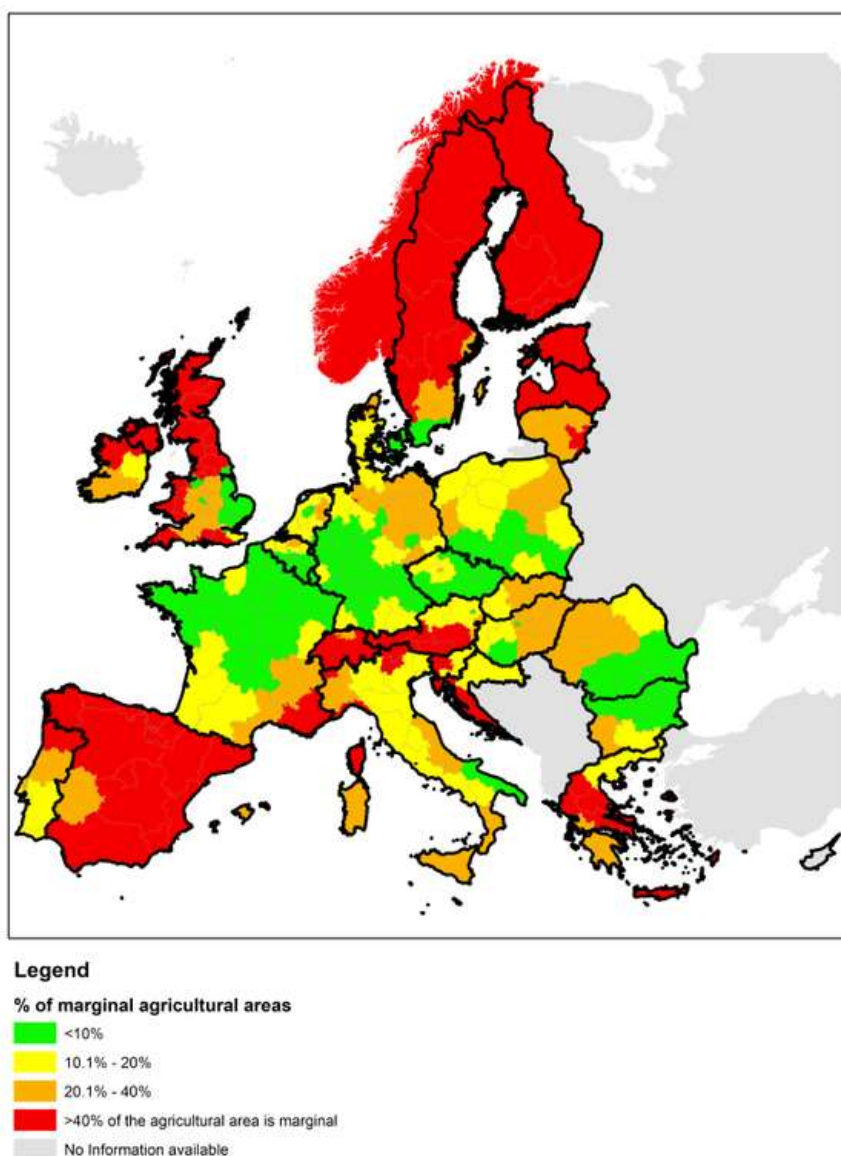 Legend
% of marginal agricultural areas
<10%
10.1% - 20%
20.1% - 40%
>40% of the agricultural area is marginal
No Information available